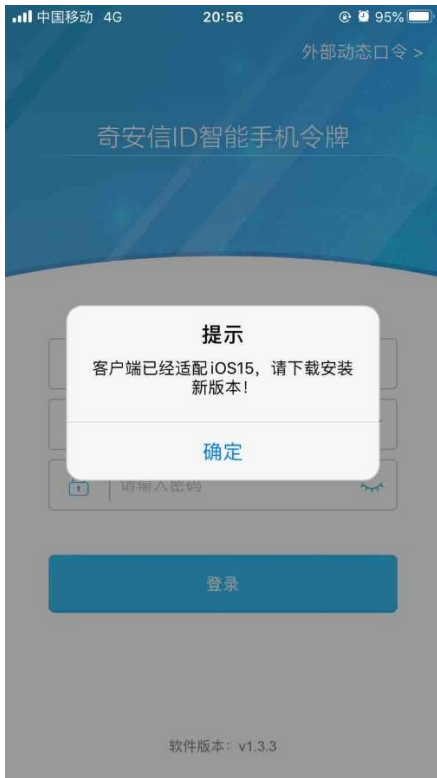 中国移动 4G 20:56 95%
外部动态口令 >
奇安信ID智能手机令牌
提示
客户端已经适配iOS15，请下载安装
新版本！
确定
请输入密码
登录
软件版本：v1.3.3